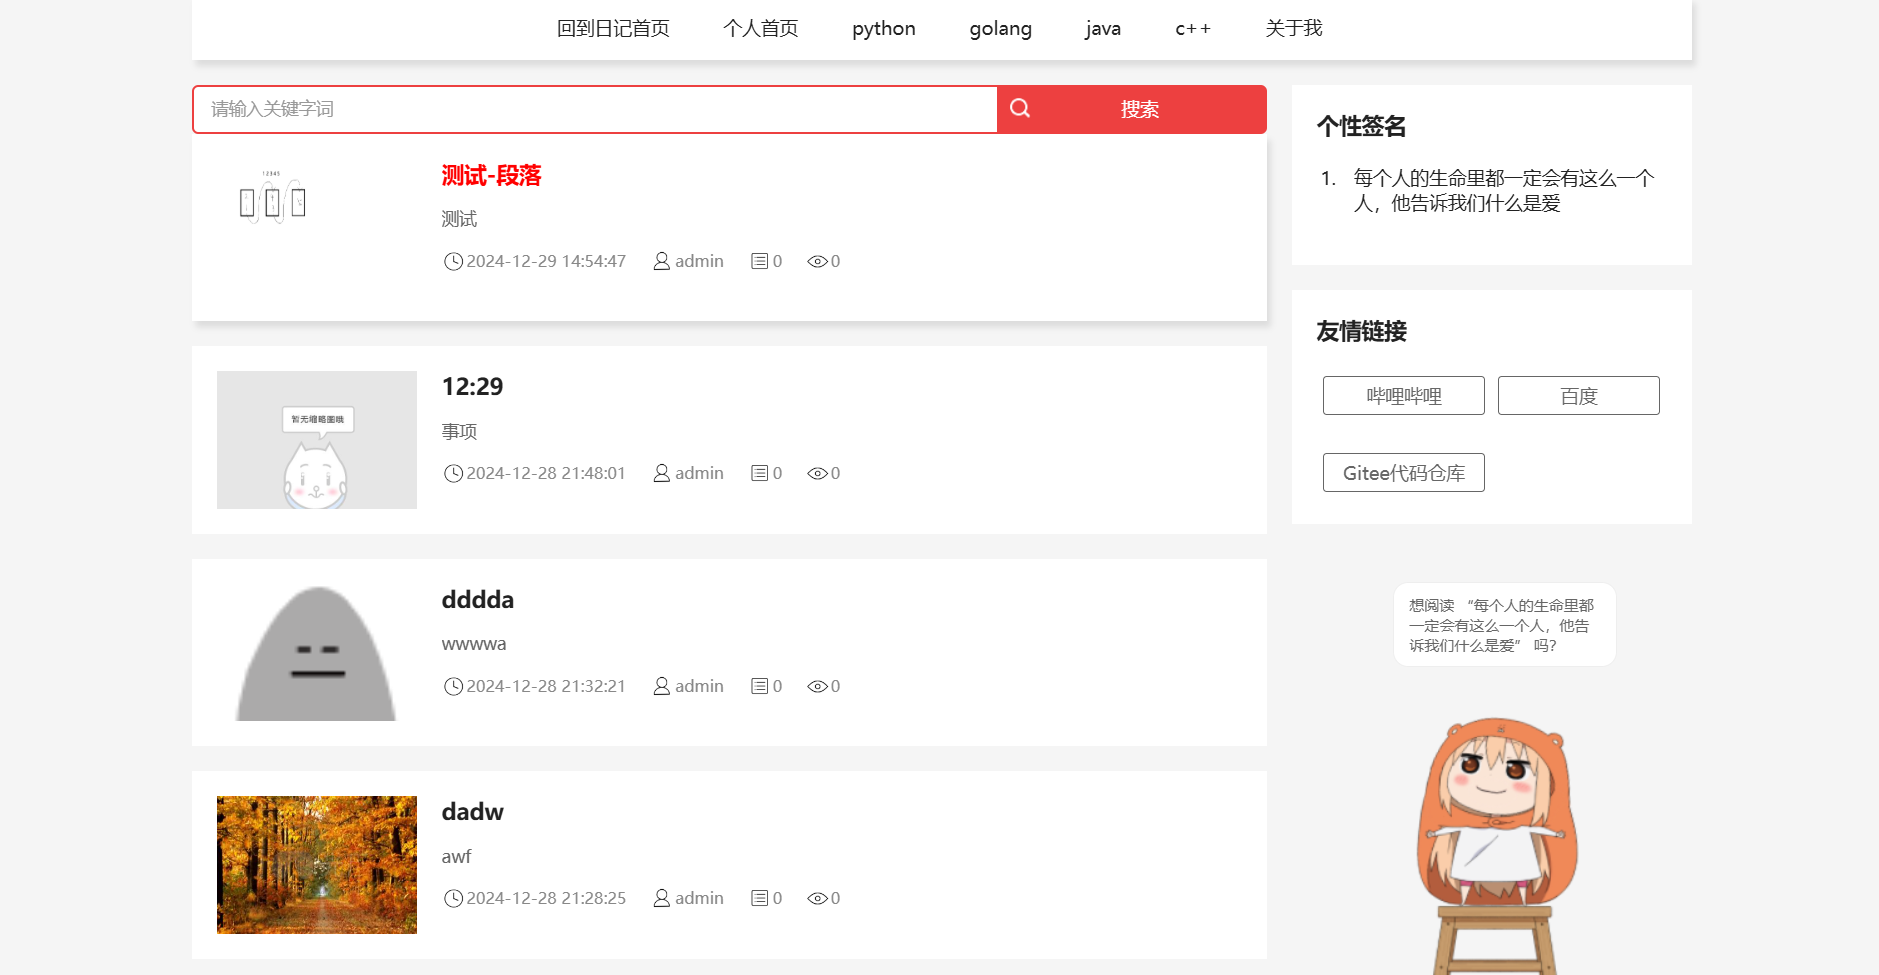 回到日记首页 个人首页 python golang java c++ 关于我
请输入关键字词 搜索
12345
测试-段落
测试
2024-12-29 14:54:47 admin 0 0
暂无缩略图哦
12:29
事项
2024-12-28 21:48:01 admin 0 0
dddda
wwwwa
2024-12-28 21:32:21 admin 0 0
dadw
awf
2024-12-28 21:28:25 admin 0 0
个性签名
1. 每个人的生命里都一定会有这么一个
人，他告诉我们什么是爱
友情链接
哔哩哔哩 百度
Gitee代码仓库
想阅读 “每个人的生命里都
一定会有这么一个人，他告
诉我们什么是爱” 吗？